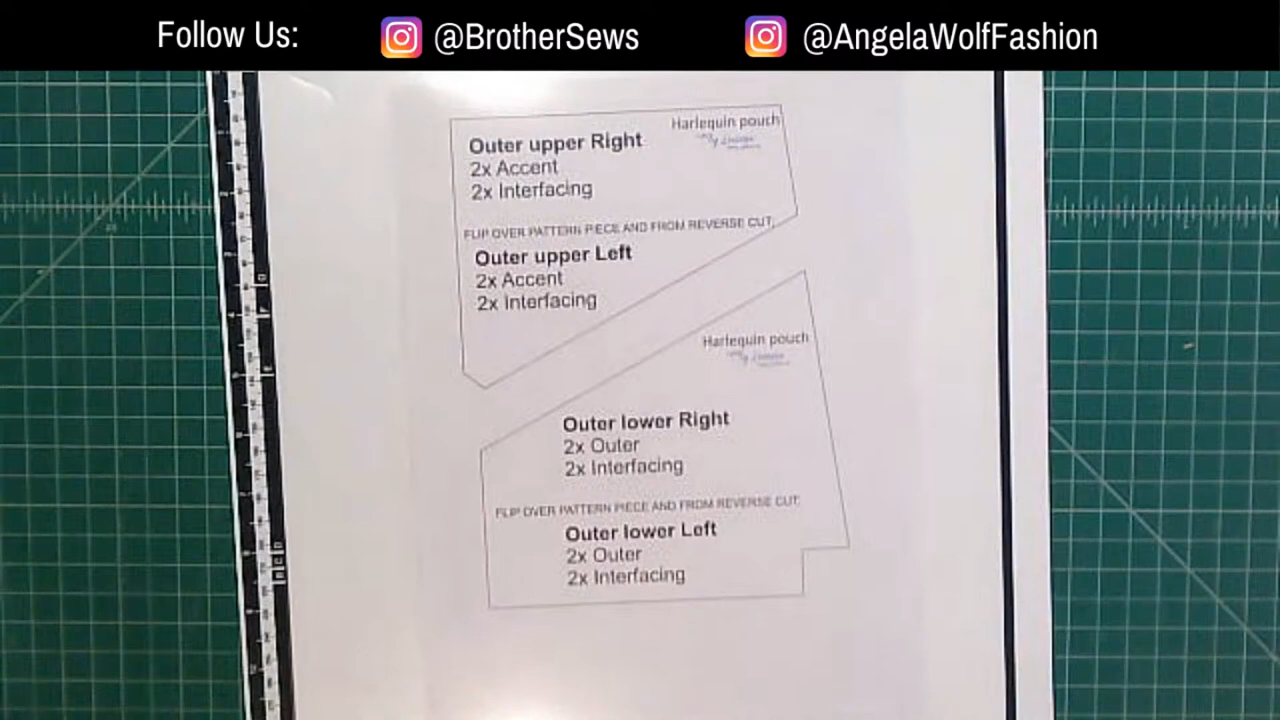 Follow Us: @BrotherSews @AngelaWolfFashion
Harlequin pouch
Outer upper Right
2x Accent
2x Interfacing
FLIP OVER PATTERN PIECE AND FROM REVERSE CUT.
Outer upper Left
2x Accent
2x Interfacing
Harlequin pouch
Outer lower Right
2x Outer
2x Interfacing
FLIP OVER PATTERN PIECE AND FROM REVERSE CUT.
Outer lower Left
2x Outer
2x Interfacing